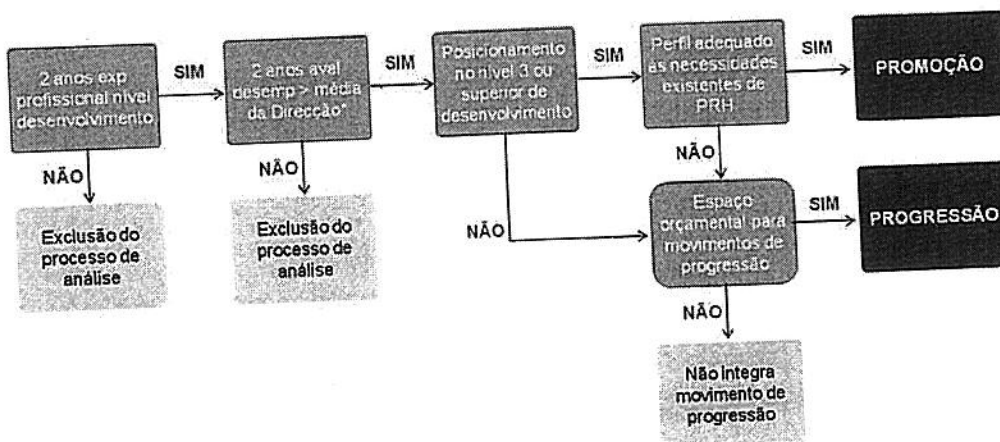 2 anos exp
profissional nível
desenvolvimento
SIM
2 anos aval
desemp > média
da Direcção*
SIM
Posicionamento
no nível 3 ou
superior de
desenvolvimento
SIM
Perfil adequado
às necessidades
existentes de
PRH
SIM
PROMOÇÃO
NÃO
NÃO
NÃO
NÃO
Exclusão do
processo de
análise
Exclusão do
processo de
análise
Espaço
orçamental para
movimentos de
progressão
SIM
PROGRESSÃO
NÃO
Não integra
movimento de
progressão